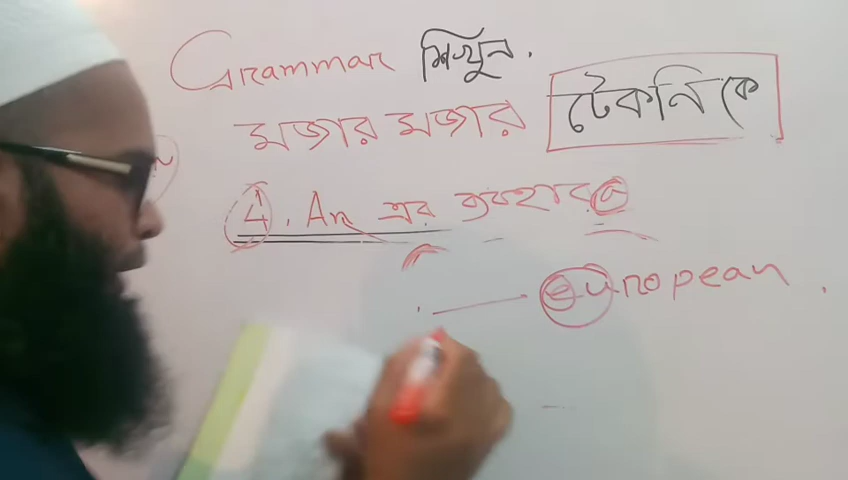 Grammar শিখুন.
মজার মজার টেকনিকে
4. An এর ব্যবহার
european.